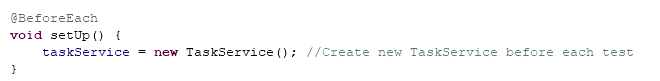 @BeforeEach
void setUp() {
    taskService = new TaskService(); //Create new TaskService before each test
}